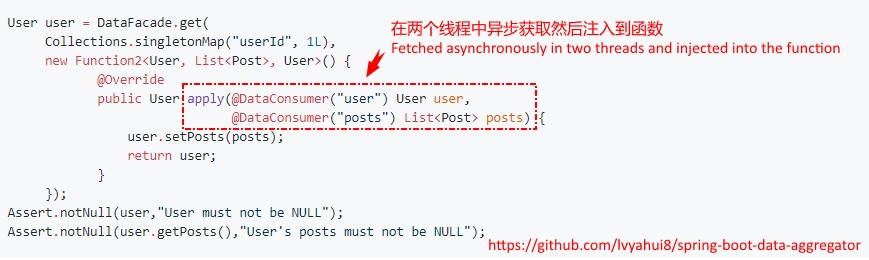 User user = DataFacade.get(
Collections.singletonMap("userId", 1L),
new Function2<User, List<Post>, User>() {
@Override
public User apply(@DataConsumer("user") User user,
@DataConsumer("posts") List<Post> posts) {
user.setPosts(posts);
return user;
}
});
Assert.notNull(user,"User must not be NULL");
Assert.notNull(user.getPosts(),"User's posts must not be NULL");
在两个线程中异步获取然后注入到函数
Fetched asynchronously in two threads and injected into the function
https://github.com/lvyahui8/spring-boot-data-aggregator